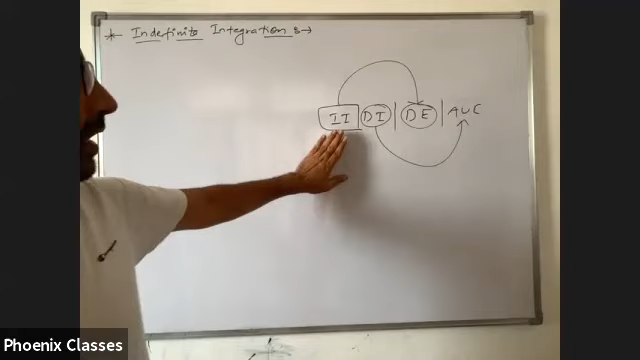 * Indefinite Integration :→
II | DI | DE | AUC
Phoenix Classes